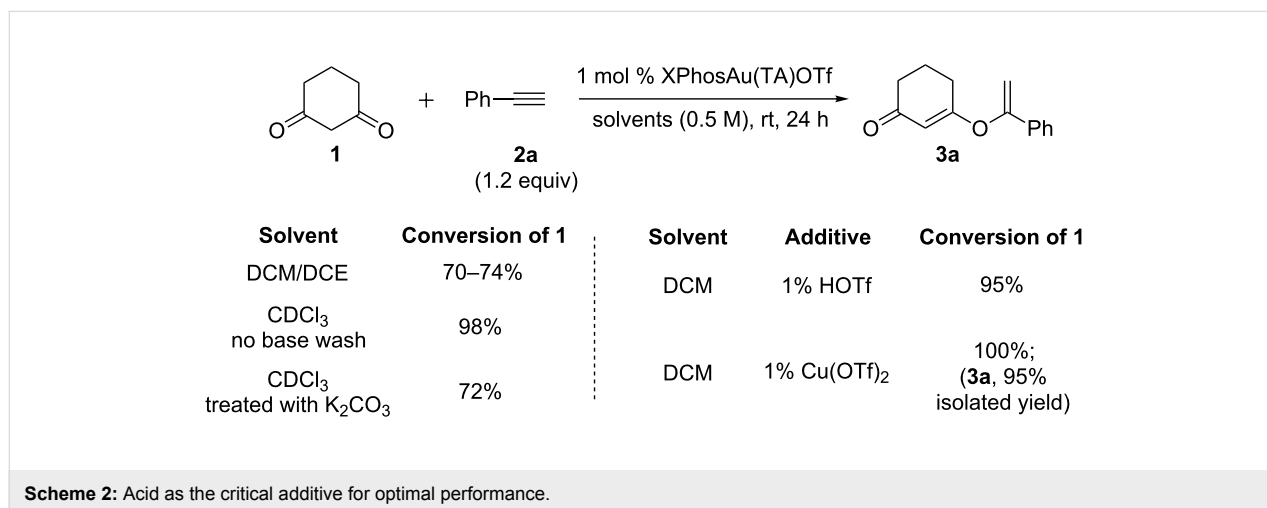 1 mol % XPhosAu(TA)OTf
solvents (0.5 M), rt, 24 h
O O + Ph O O Ph
1
2a
(1.2 equiv)
3a
Solvent Conversion of 1
DCM/DCE 70–74%
CDCl3
no base wash
98%
CDCl3
treated with K2CO3
72%
Solvent Additive Conversion of 1
DCM 1% HOTf 95%
DCM 1% Cu(OTf)2
100%;
(3a, 95%
isolated yield)
Scheme 2: Acid as the critical additive for optimal performance.